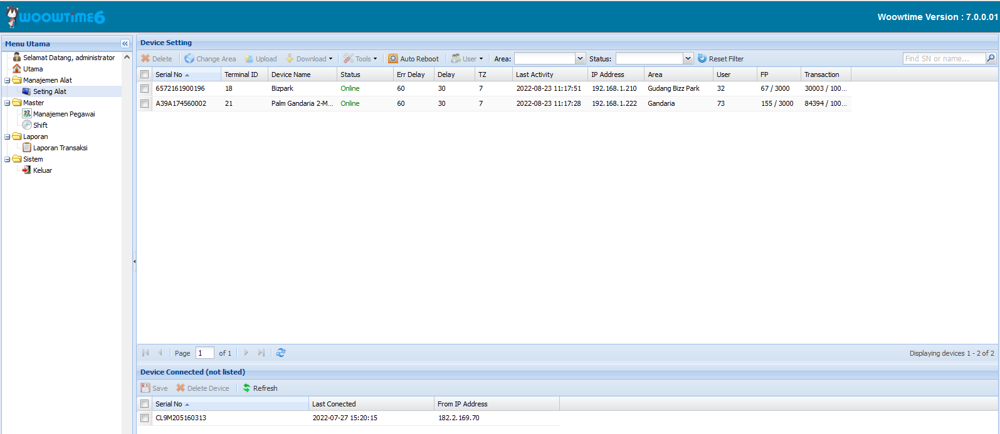 WOOWTIME6
Woowtime Version : 7.0.0.01
Menu Utama
Selamat Datang, administrator
Utama
Manajemen Alat
Seting Alat
Master
Manajemen Pegawai
Shift
Laporan
Laporan Transaksi
Sistem
Keluar
Device Setting
Delete Change Area Upload Download Tools Auto Reboot User Area: Status: Reset Filter Find SN or name...
Serial No Terminal ID Device Name Status Err Delay Delay TZ Last Activity IP Address Area User FP Transaction
6572161900196 18 Bizpark Online 60 30 7 2022-08-23 11:17:51 192.168.1.210 Gudang Bizz Park 32 67 / 3000 30003 / 100...
A39A174560002 21 Palm Gandaria 2-M... Online 60 30 7 2022-08-23 11:17:28 192.168.1.222 Gandaria 73 155 / 3000 84394 / 100...
Page 1 of 1 Displaying devices 1 - 2 of 2
Device Connected (not listed)
Save Delete Device Refresh
Serial No Last Conected From IP Address
CL9M205160313 2022-07-27 15:20:15 182.2.169.70